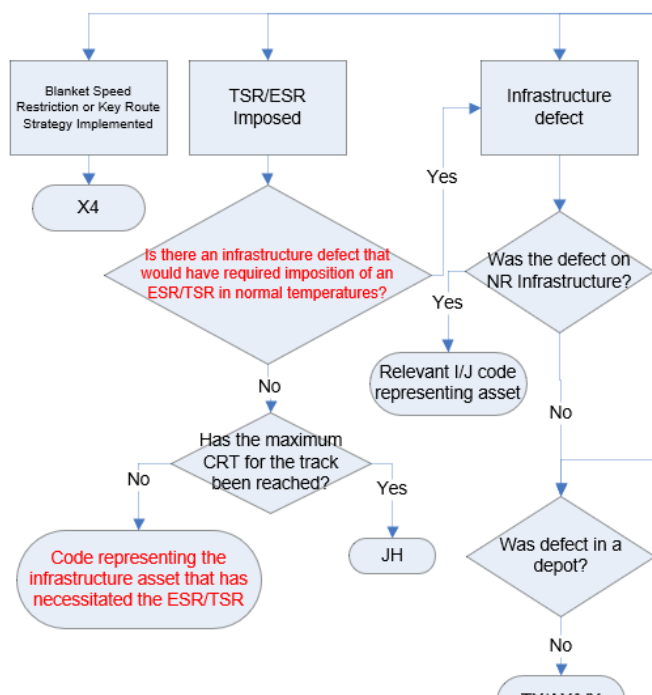 Blanket Speed
Restriction or Key Route
Strategy Implemented
TSR/ESR
Imposed
Infrastructure
defect
Yes
X4
Is there an infrastructure defect that
would have required imposition of an
ESR/TSR in normal temperatures?
Was the defect on
NR Infrastructure?
Yes
Relevant I/J code
representing asset
No
No
Has the maximum
CRT for the track
been reached?
No
Yes
Code representing the
infrastructure asset that has
necessitated the ESR/TSR
JH
Was defect in a
depot?
No